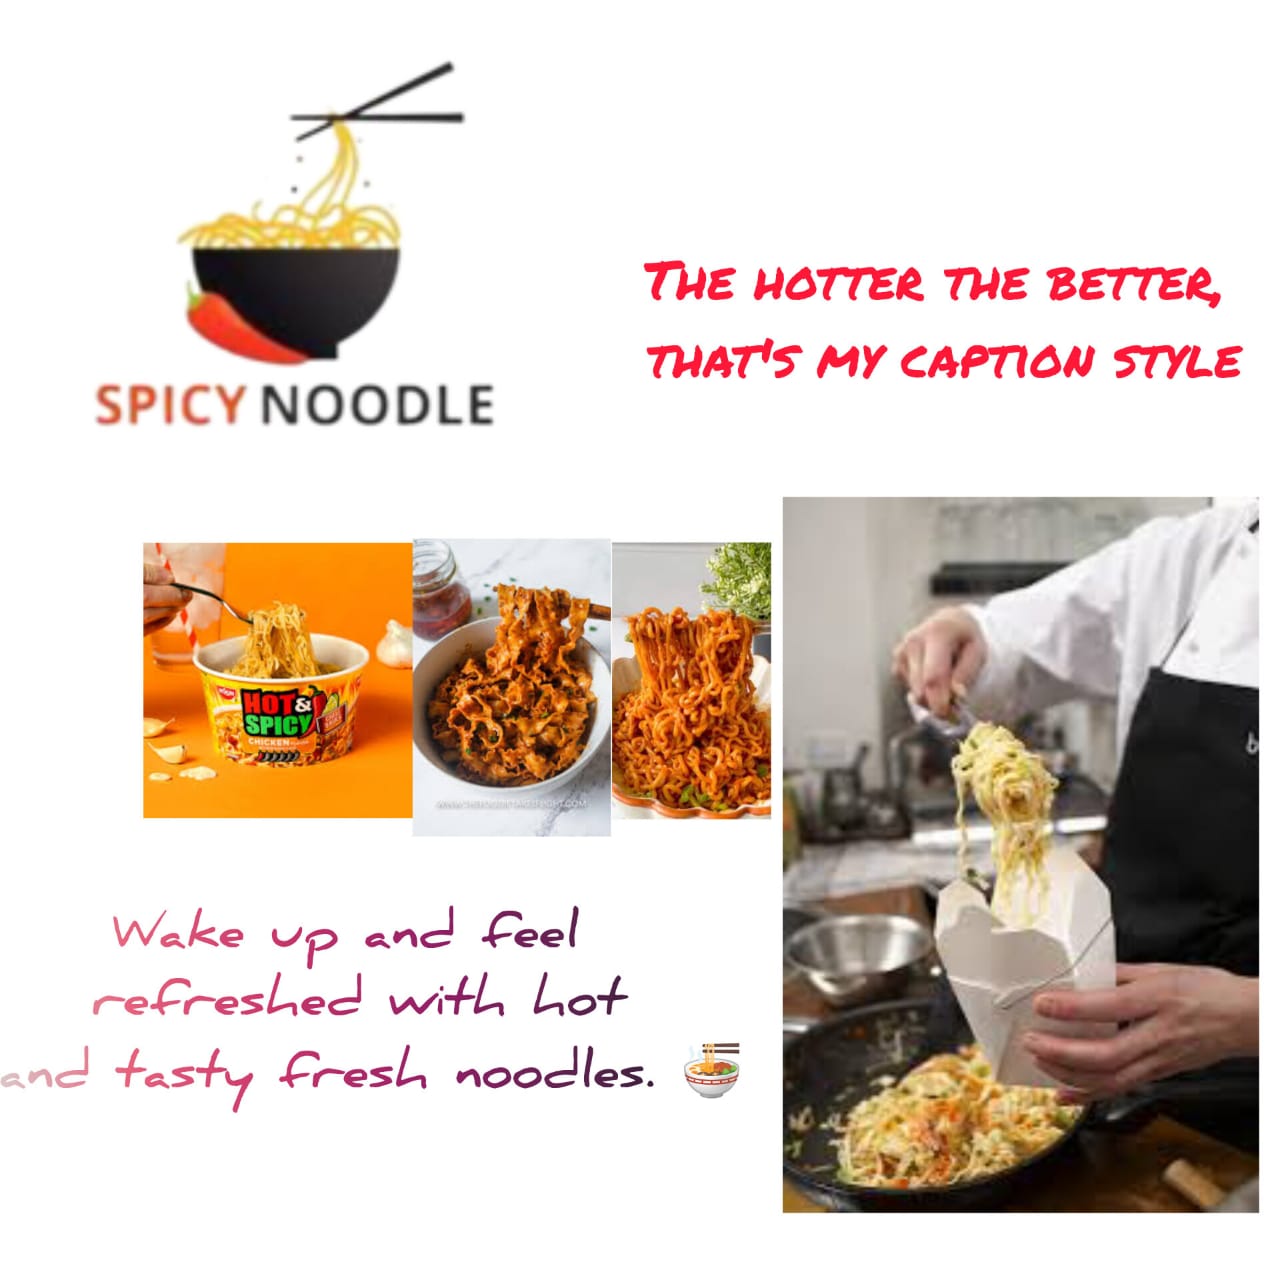 SPICY NOODLE
The hotter the better,
that's my caption style
HOT &
SPICY
CHICKEN
Wake up and feel
refreshed with hot
and tasty fresh noodles. 🍜